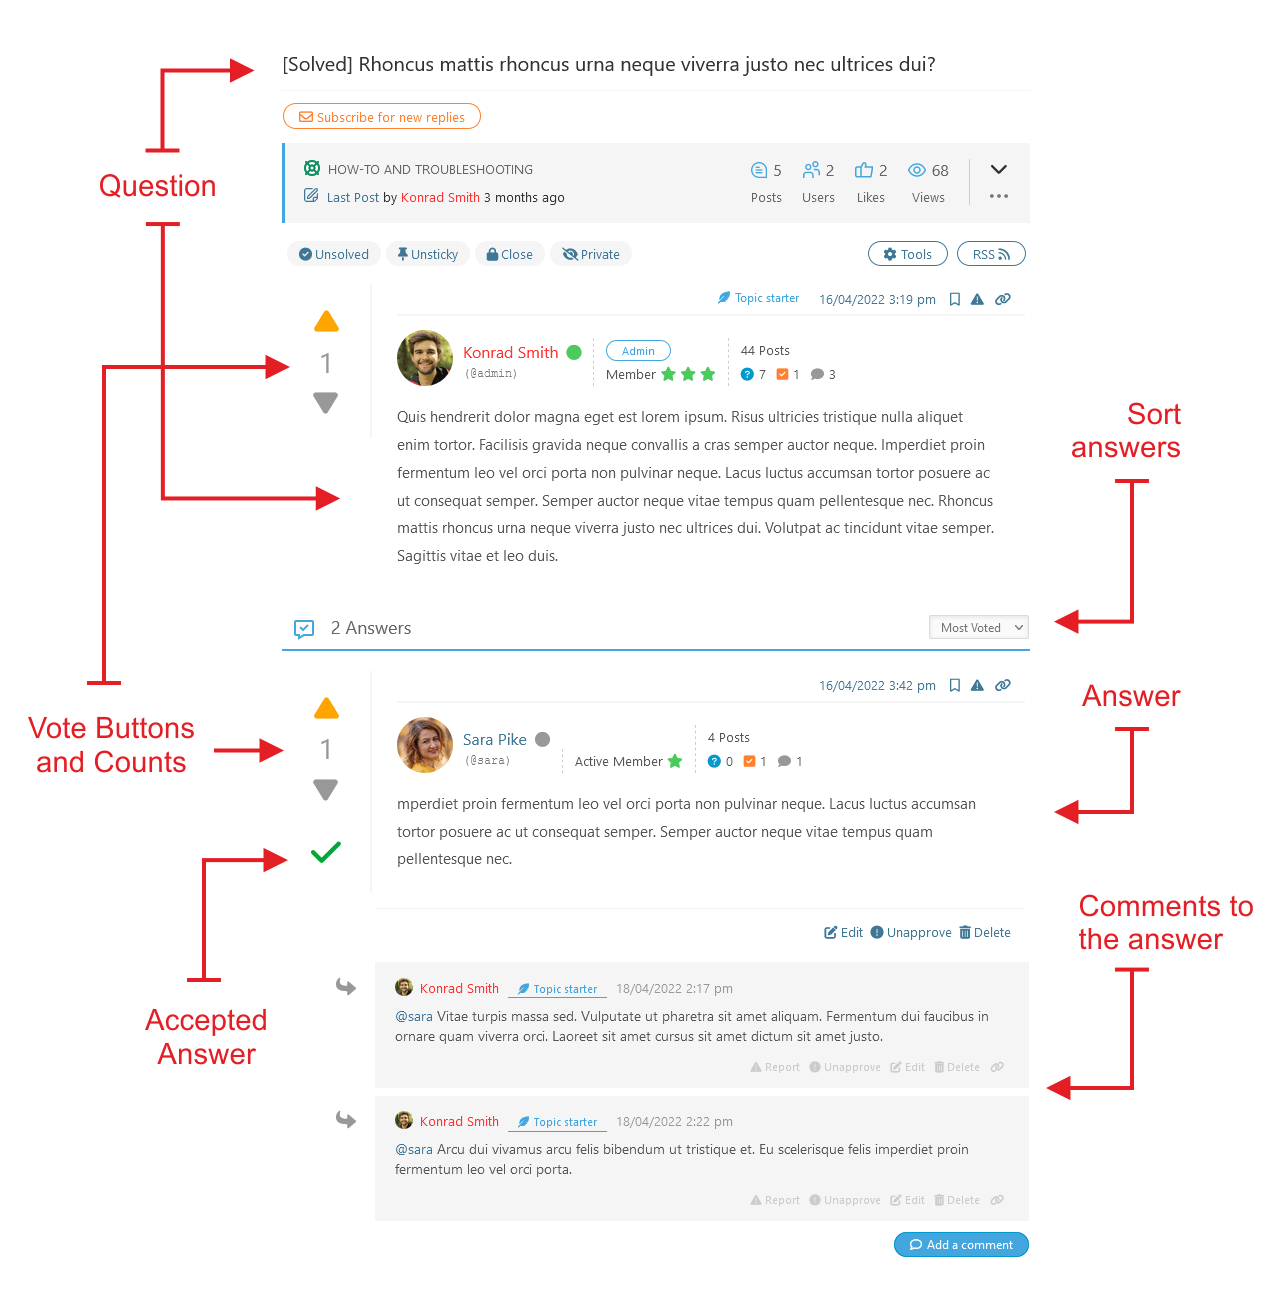 [Solved] Rhoncus mattis rhoncus urna neque viverra justo nec ultrices dui?
Subscribe for new replies
Question
HOW-TO AND TROUBLESHOOTING
Last Post by Konrad Smith 3 months ago
5 2 2 68
Posts Users Likes Views
Unsolved Unsticky Close Private Tools RSS
Topic starter 16/04/2022 3:19 pm
1
Konrad Smith
(@admin)
Admin
Member
44 Posts
7 1 3
Quis hendrerit dolor magna eget est lorem ipsum. Risus ultricies tristique nulla aliquet
enim tortor. Facilisis gravida neque convallis a cras semper auctor neque. Imperdiet proin
fermentum leo vel orci porta non pulvinar neque. Lacus luctus accumsan tortor posuere ac
ut consequat semper. Semper auctor neque vitae tempus quam pellentesque nec. Rhoncus
mattis rhoncus urna neque viverra justo nec ultrices dui. Volutpat ac tincidunt vitae semper.
Sagittis vitae et leo duis.
Sort
answers
2 Answers
Most Voted
16/04/2022 3:42 pm
Answer
Vote Buttons
and Counts
1
Sara Pike
(@sara)
Active Member
4 Posts
0 1 1
mperdiet proin fermentum leo vel orci porta non pulvinar neque. Lacus luctus accumsan
tortor posuere ac ut consequat semper. Semper auctor neque vitae tempus quam
pellentesque nec.
Edit Unapprove Delete
Comments to
the answer
Accepted
Answer
Konrad Smith Topic starter 18/04/2022 2:17 pm
@sara Vitae turpis massa sed. Vulputate ut pharetra sit amet aliquam. Fermentum dui faucibus in
ornare quam viverra orci. Laoreet sit amet cursus sit amet dictum sit amet justo.
Report Unapprove Edit Delete
Konrad Smith Topic starter 18/04/2022 2:22 pm
@sara Arcu dui vivamus arcu felis bibendum ut tristique et. Eu scelerisque felis imperdiet proin
fermentum leo vel orci porta.
Report Unapprove Edit Delete
Add a comment